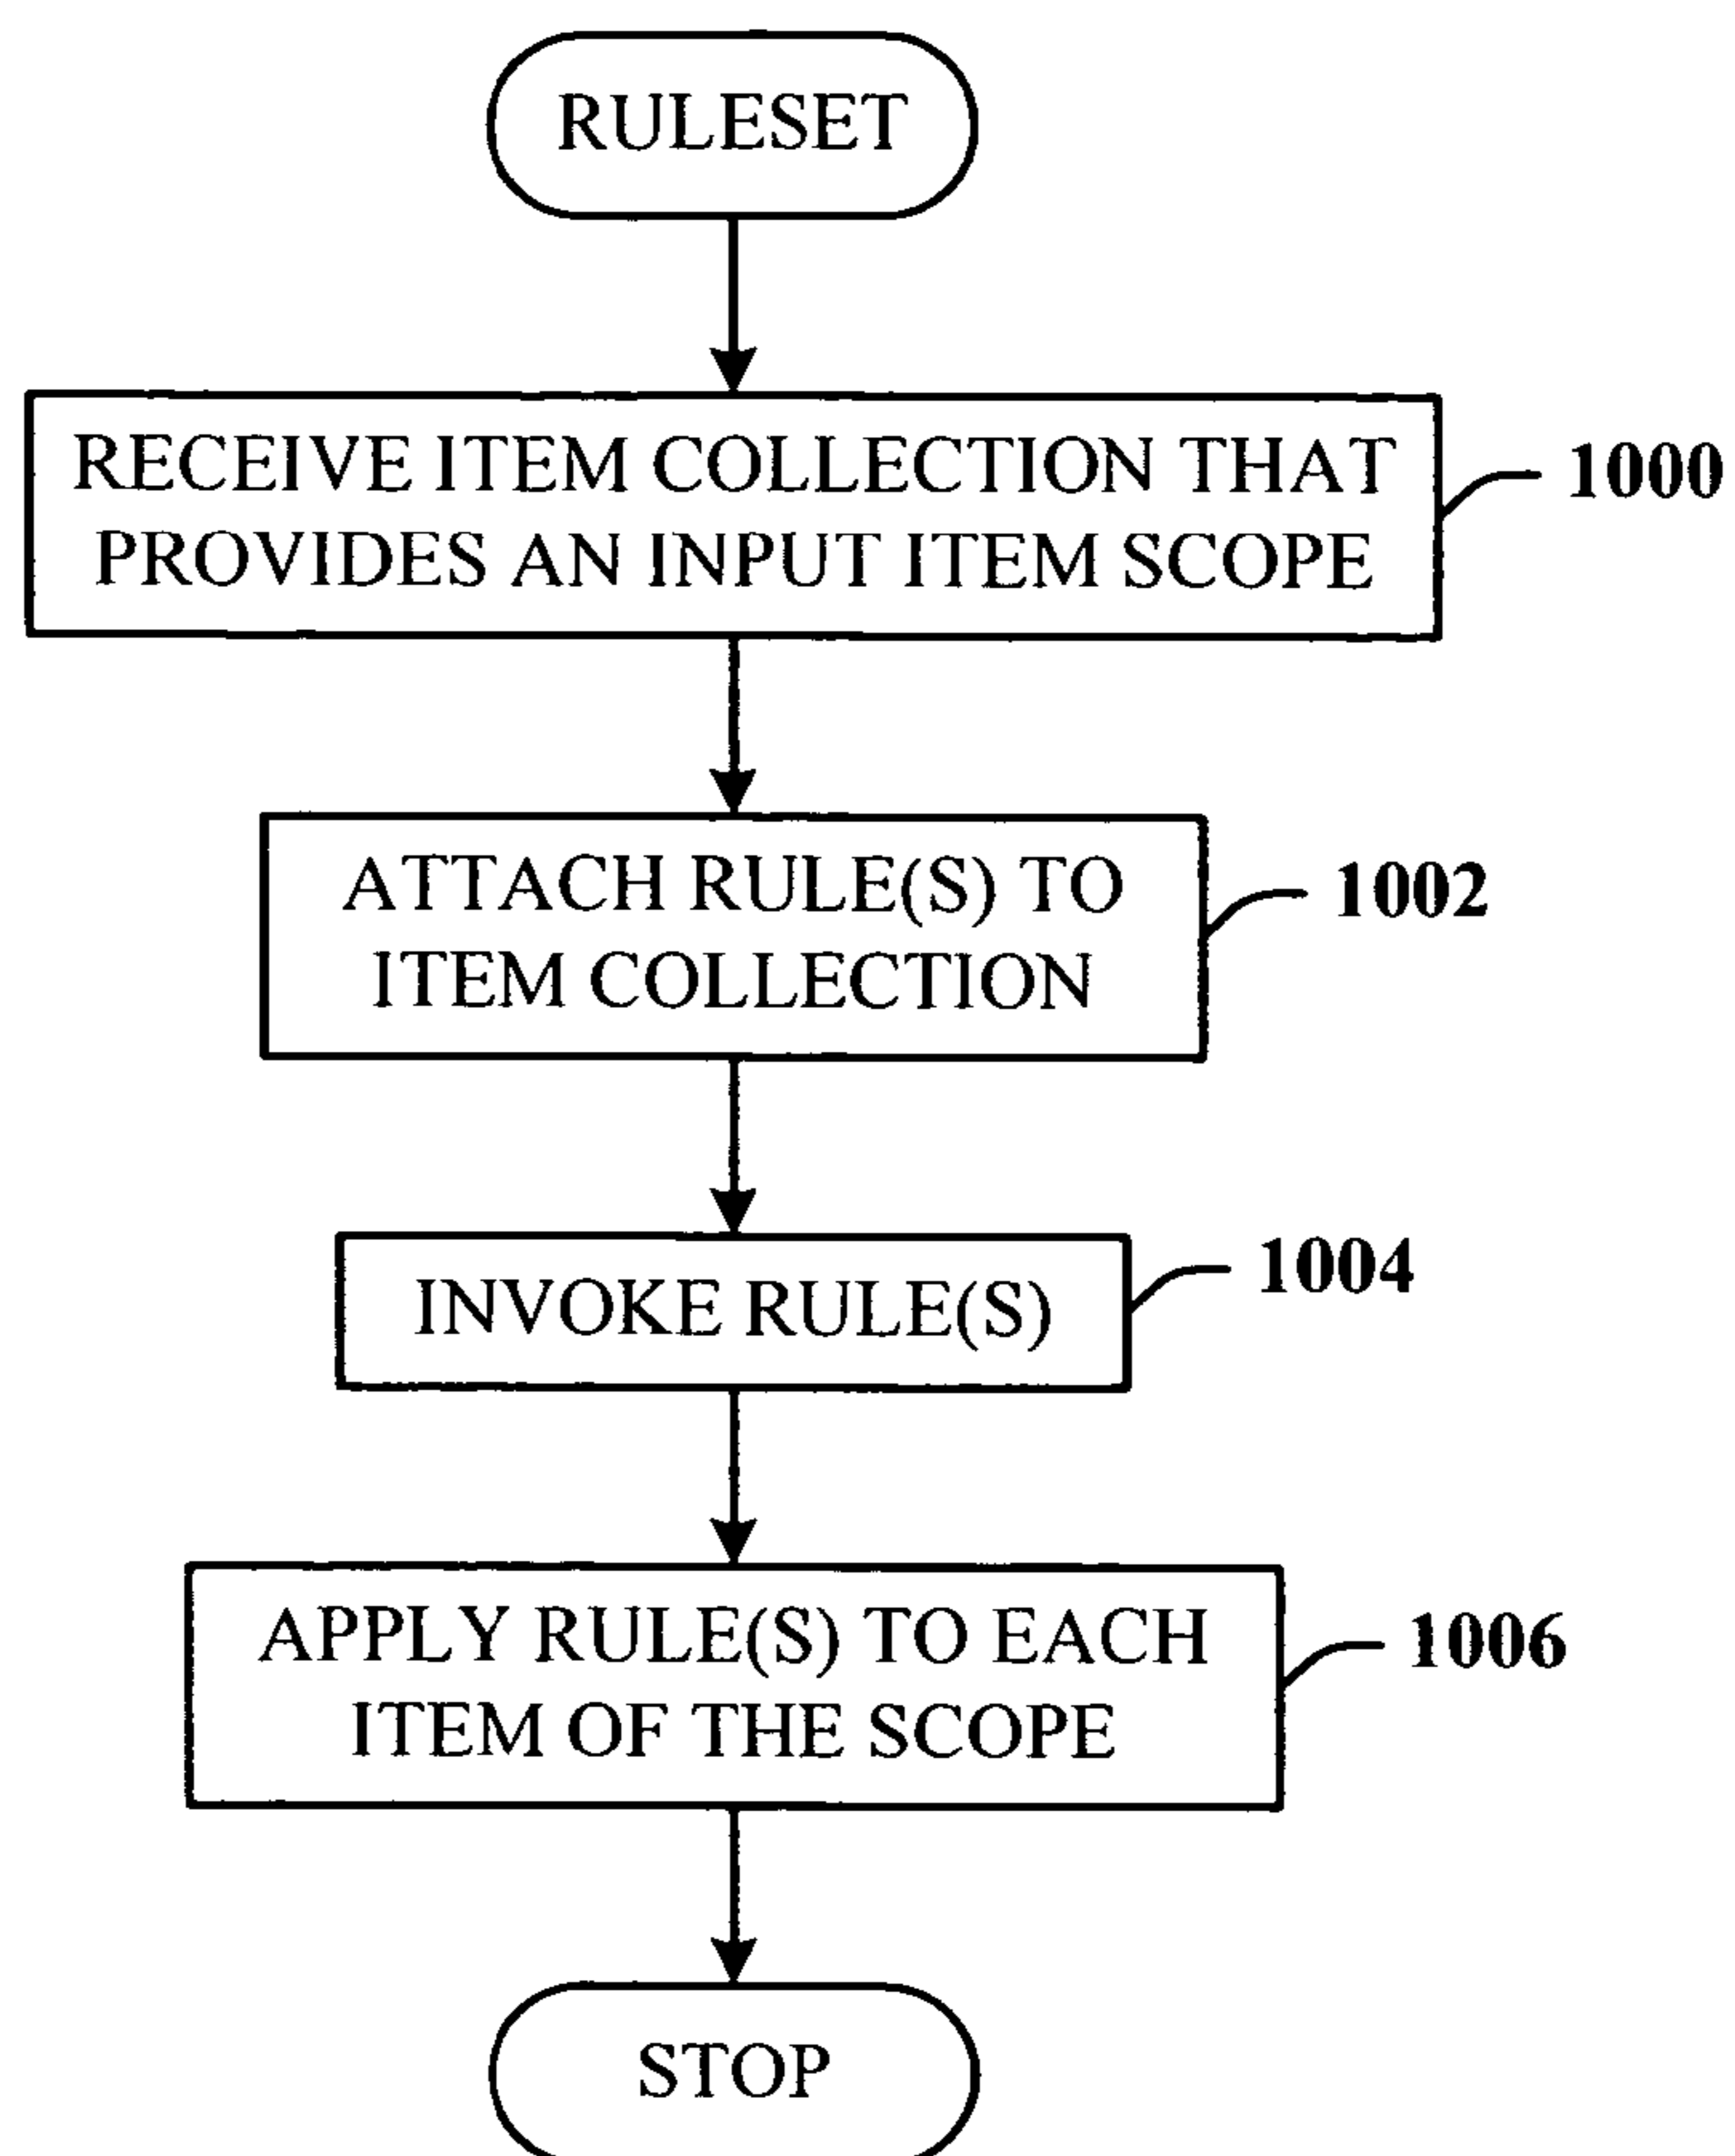 RULESET
RECEIVE ITEM COLLECTION THAT
PROVIDES AN INPUT ITEM SCOPE
1000
ATTACH RULE(S) TO
ITEM COLLECTION
1002
INVOKE RULE(S)
1004
APPLY RULE(S) TO EACH
ITEM OF THE SCOPE
1006
STOP